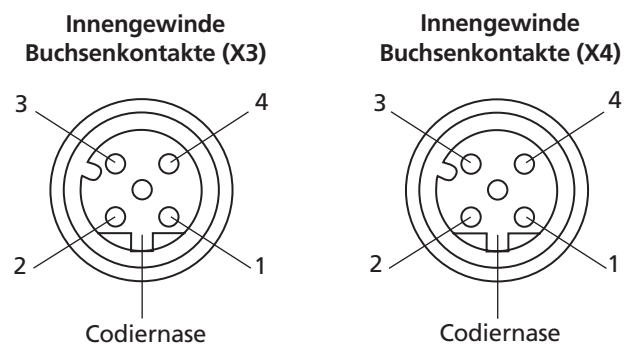 Innengewinde
Buchsenkontakte (X3)
3
4
2
1
Codiernase
Innengewinde
Buchsenkontakte (X4)
3
4
2
1
Codiernase